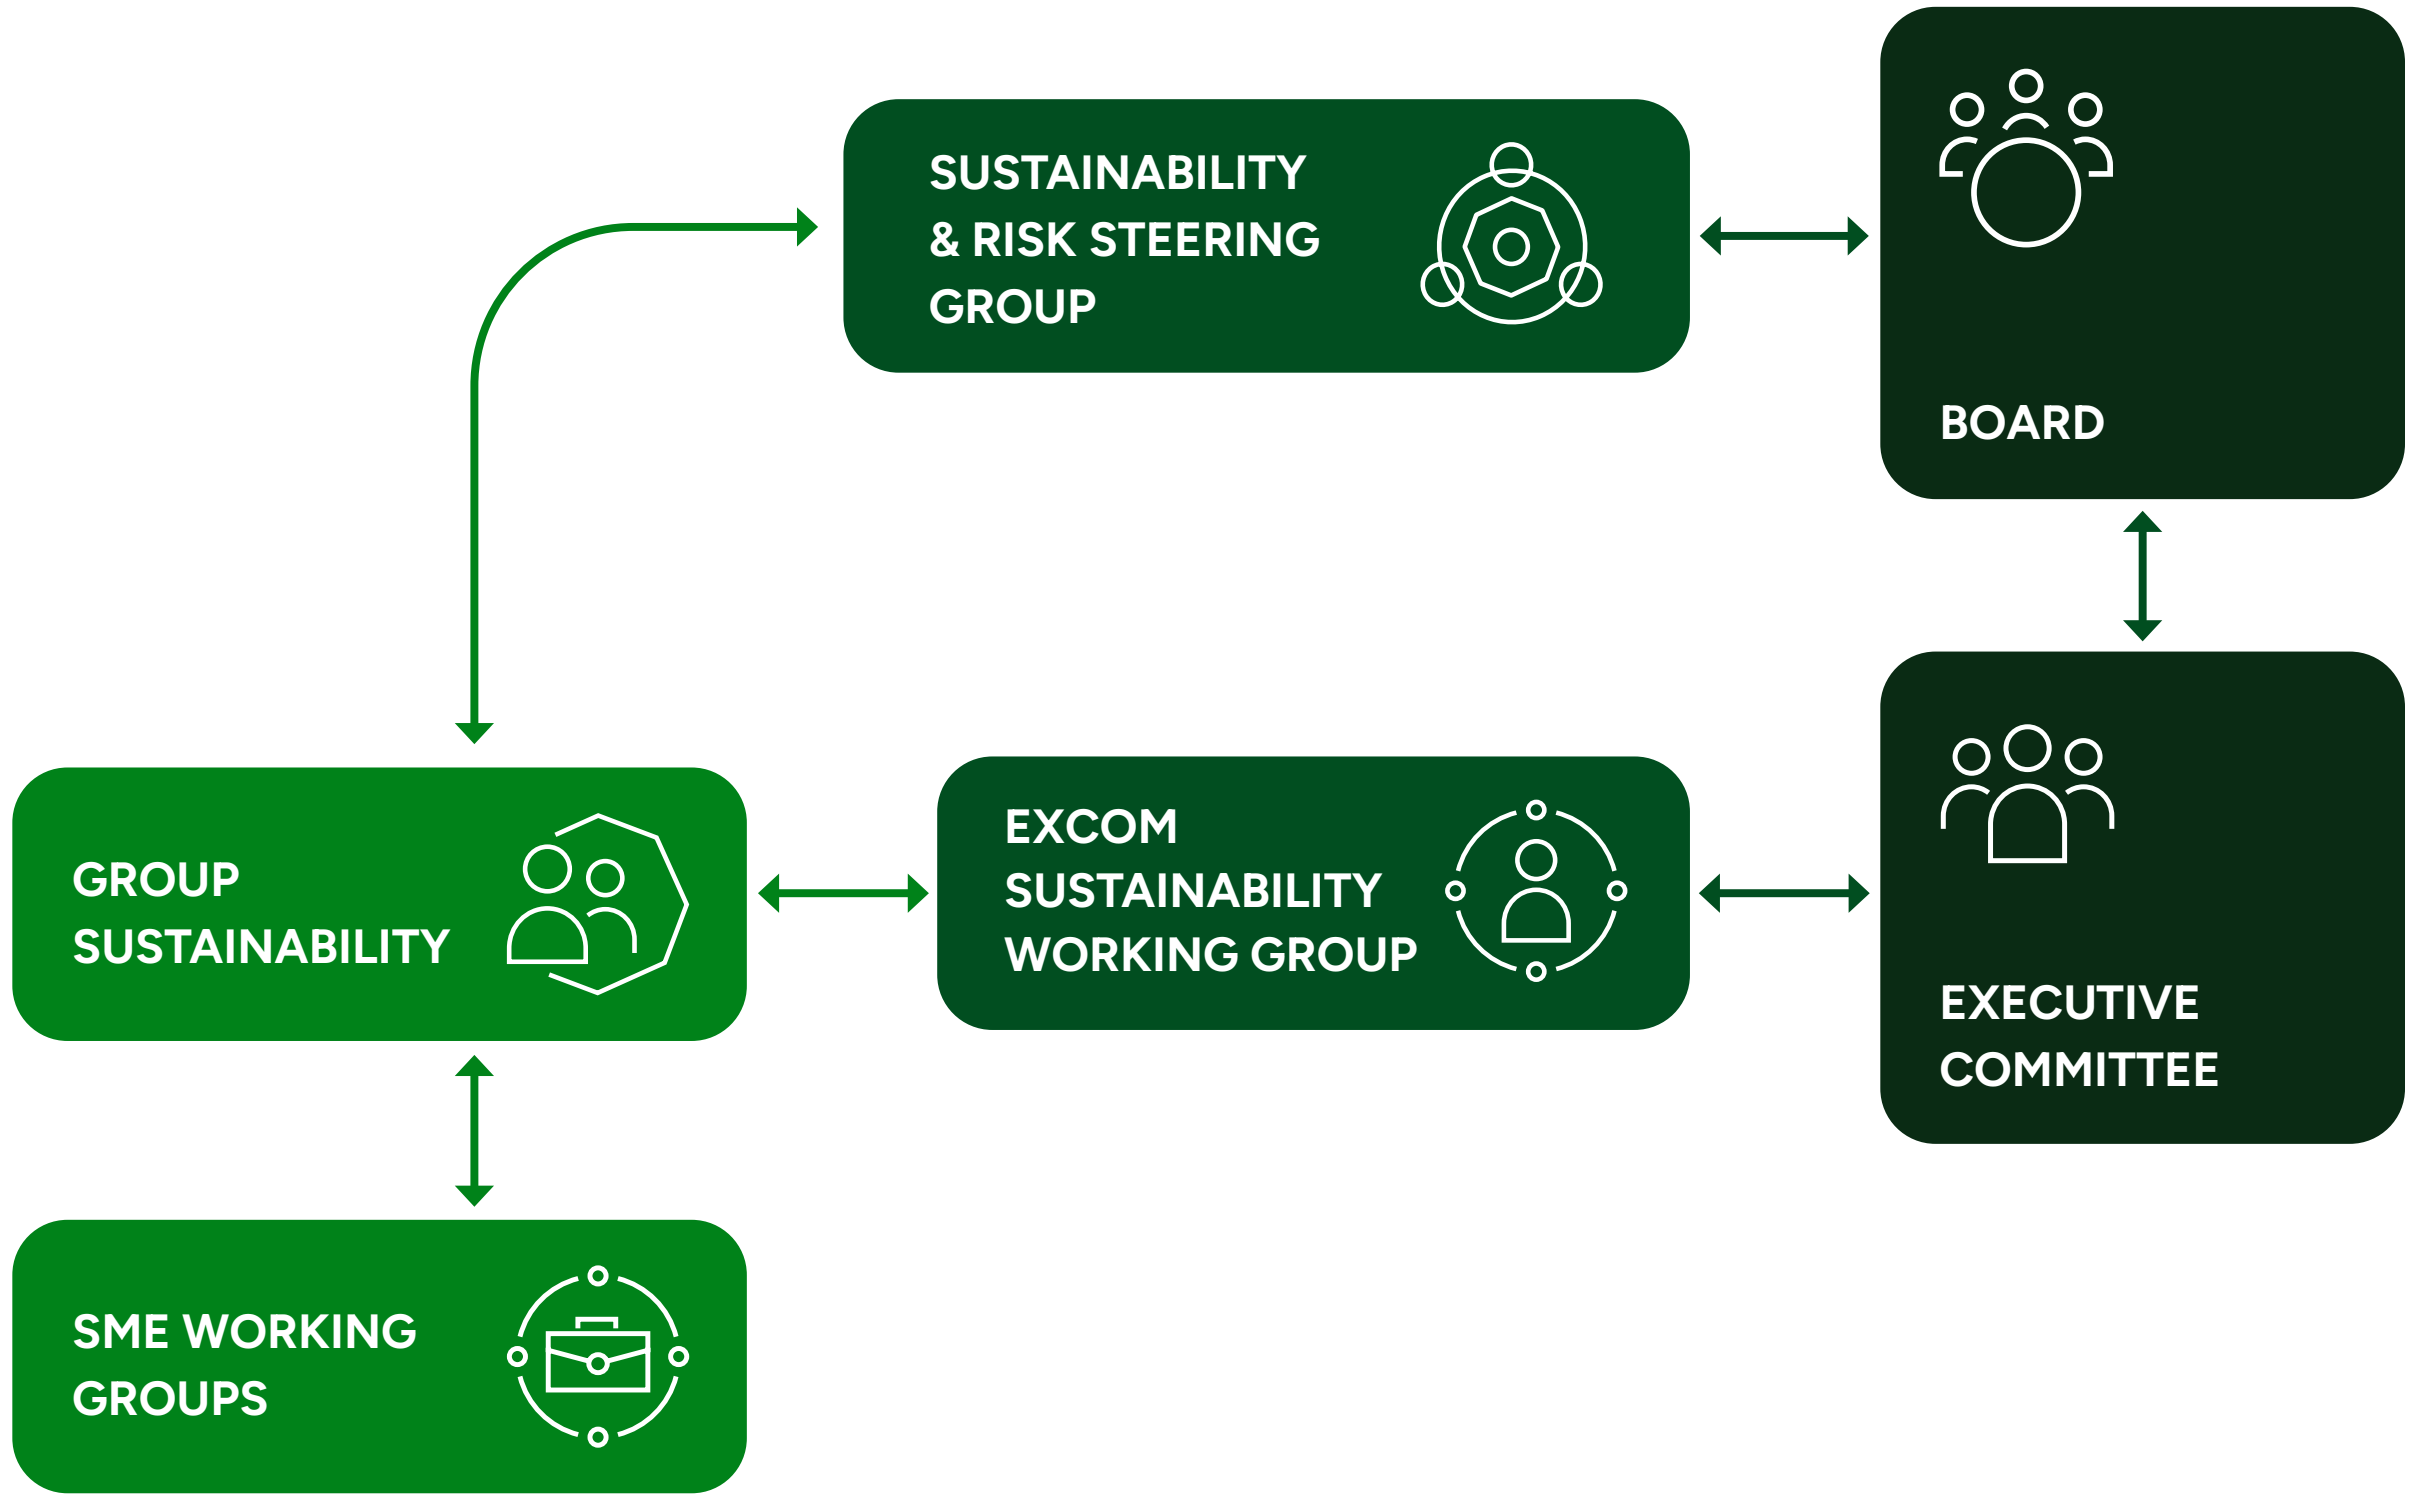 SUSTAINABILITY
& RISK STEERING
GROUP
BOARD
GROUP
SUSTAINABILITY
EXCOM
SUSTAINABILITY
WORKING GROUP
EXECUTIVE
COMMITTEE
SME WORKING
GROUPS